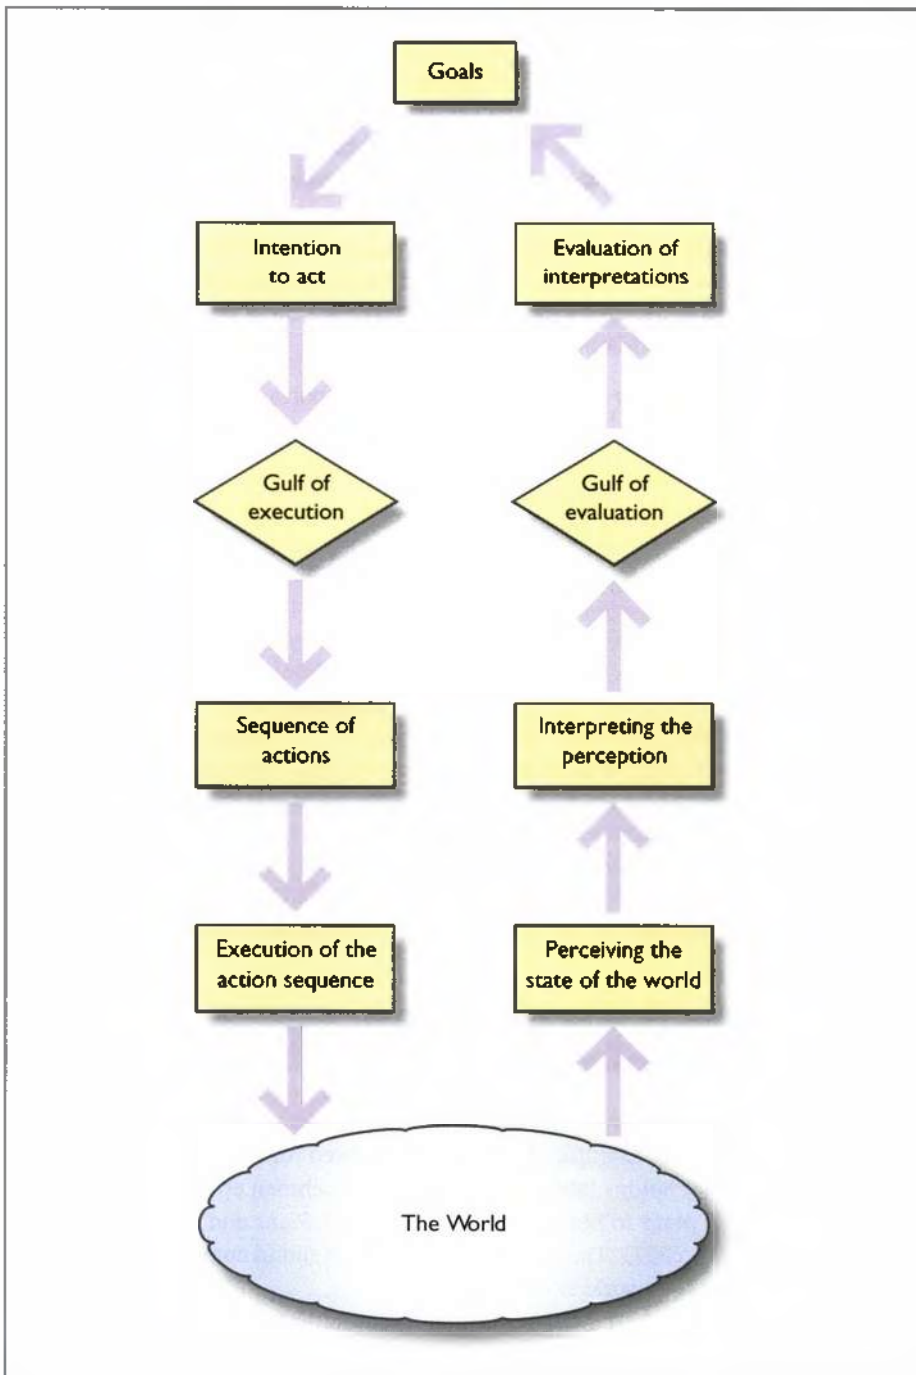 Goals
Intention
to act
Evaluation of
interpretations
Gulf of
execution
Gulf of
evaluation
Sequence of
actions
Interpreting the
perception
Execution of the
action sequence
Perceiving the
state of the world
The World